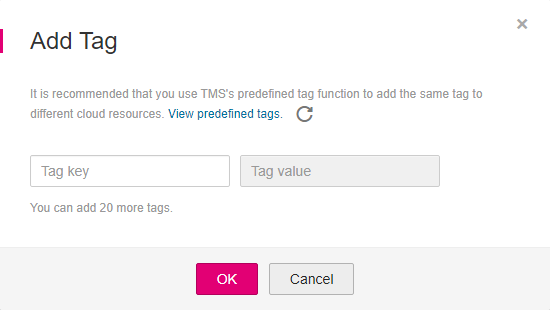 Add Tag
It is recommended that you use TMS's predefined tag function to add the same tag to
different cloud resources. View predefined tags.
Tag key Tag value
You can add 20 more tags.
OK Cancel